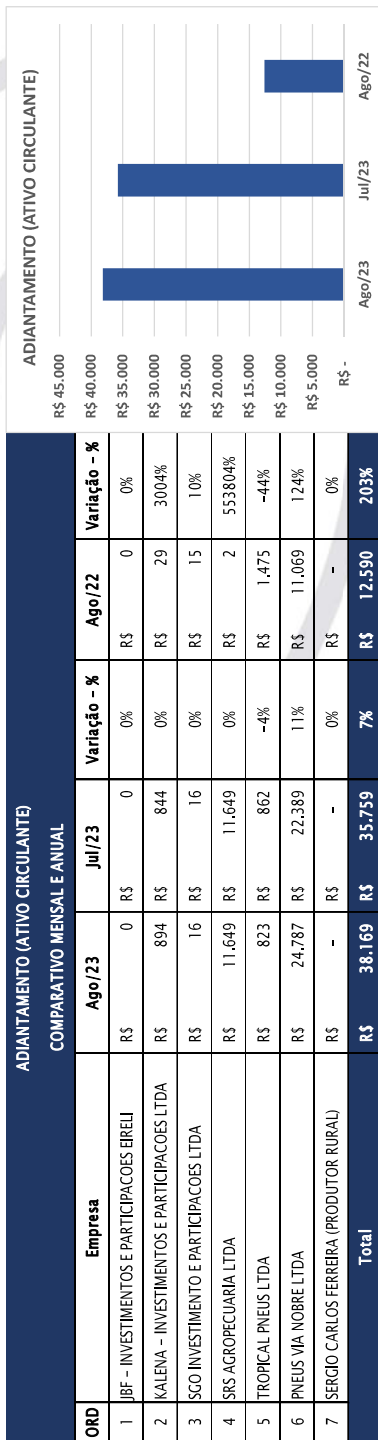 ADIANTAMENTO (ATIVO CIRCULANTE)
COMPARATIVO MENSAL E ANUAL
ORD Empresa Ago/23 Jul/23 Variação - % Ago/22 Variação - %
1 JBF - INVESTIMENTOS E PARTICIPACOES EIRELI R$ 0 R$ 0 0% R$ 0 0%
2 KALENA - INVESTIMENTOS E PARTICIPACOES LTDA R$ 894 R$ 844 0% R$ 29 3004%
3 SGO INVESTIMENTO E PARTICIPACOES LTDA R$ 16 R$ 16 0% R$ 15 10%
4 SRS AGROPECUARIA LTDA R$ 11.649 R$ 11.649 0% R$ 2 553804%
5 TROPICAL PNEUS LTDA R$ 823 R$ 862 -4% R$ 1.475 -44%
6 PNEUS VIA NOBRE LTDA R$ 24.787 R$ 22.389 11% R$ 11.069 124%
7 SERGIO CARLOS FERREIRA (PRODUTOR RURAL) R$ - R$ - 0% R$ - 0%
Total R$ 38.169 R$ 35.759 7% R$ 12.590 203%
ADIANTAMENTO (ATIVO CIRCULANTE)
R$ 45.000
R$ 40.000
R$ 35.000
R$ 30.000
R$ 25.000
R$ 20.000
R$ 15.000
R$ 10.000
R$ 5.000
R$ -
Ago/23 Jul/23 Ago/22